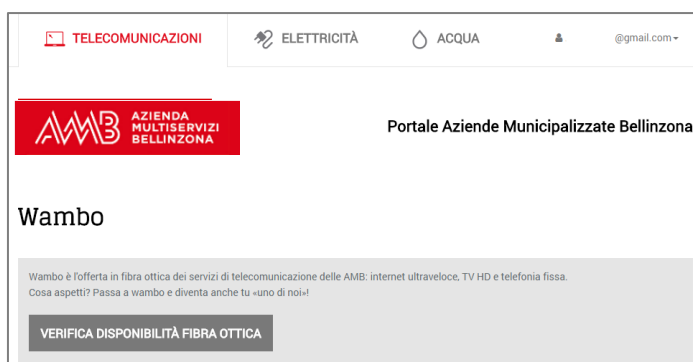 TELECOMUNICAZIONI ELETTRICITÀ ACQUA @gmail.com
AMB AZIENDA
MULTISERVIZI
BELLINZONA
Portale Aziende Municipalizzate Bellinzona
Wambo
Wambo è l'offerta in fibra ottica dei servizi di telecomunicazione delle AMB: internet ultraveloce, TV HD e telefonia fissa.
Cosa aspetti? Passa a wambo e diventa anche tu «uno di noi»!
VERIFICA DISPONIBILITÀ FIBRA OTTICA